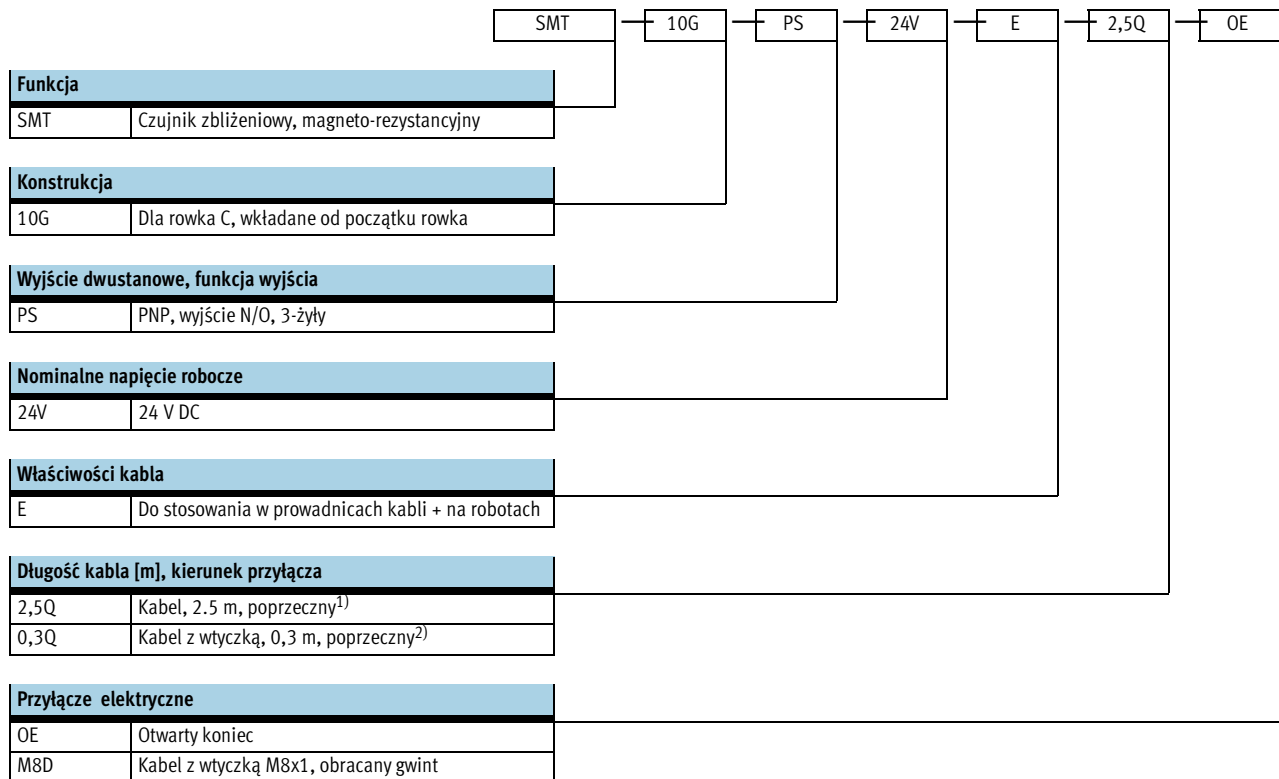 SMT 10G PS 24V E 2,5Q OE
Funkcja
SMT Czujnik zbliżeniowy, magneto-rezystancyjny
Konstrukcja
10G Dla rowka C, wkładane od początku rowka
Wyjście dwustanowe, funkcja wyjścia
PS PNP, wyjście N/O, 3-żyły
Nominalne napięcie robocze
24V 24 V DC
Właściwości kabla
E Do stosowania w prowadnicach kabli + na robotach
Długość kabla [m], kierunek przyłącza
2,5Q Kabel, 2.5 m, poprzeczny1)
0,3Q Kabel z wtyczką, 0,3 m, poprzeczny2)
Przyłącze elektryczne
OE Otwarty koniec
M8D Kabel z wtyczką M8x1, obracany gwint